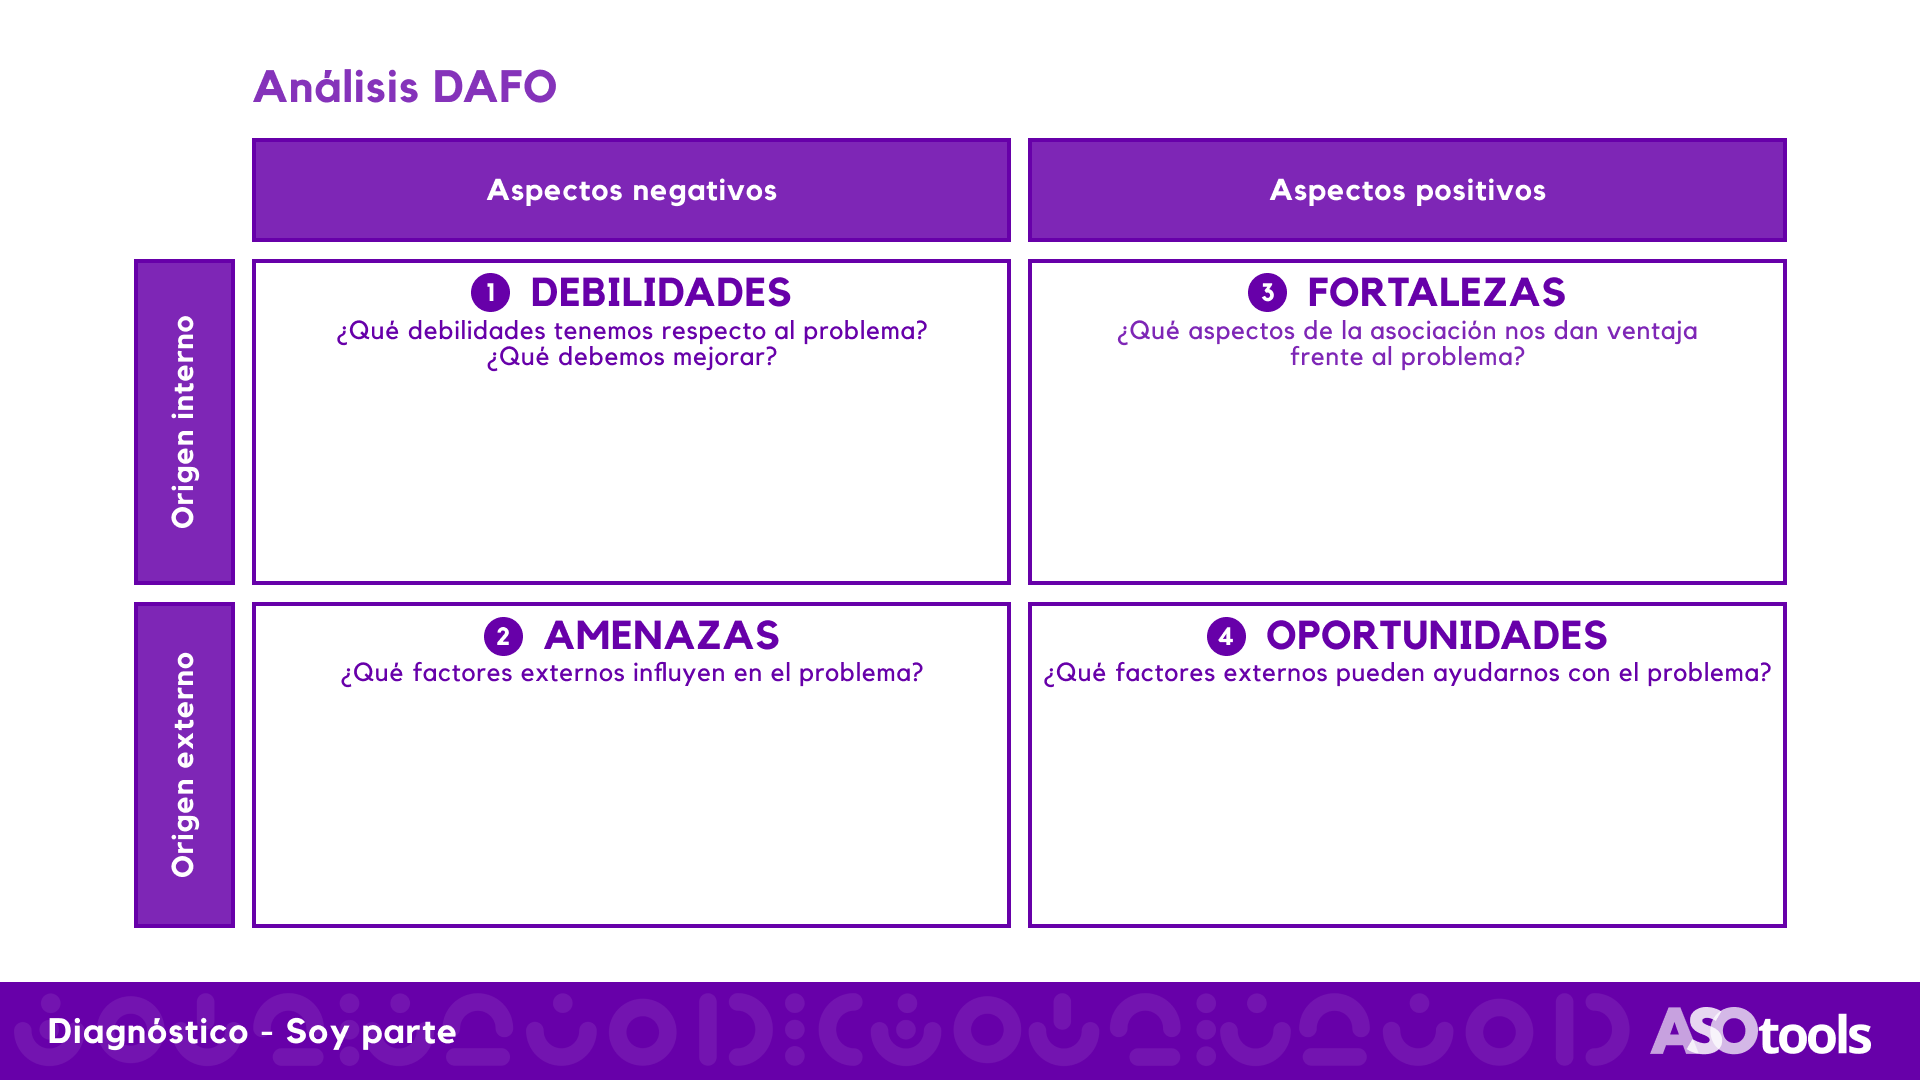 Análisis DAFO
Aspectos negativos
Aspectos positivos
Origen interno
1 DEBILIDADES
¿Qué debilidades tenemos respecto al problema?
¿Qué debemos mejorar?
3 FORTALEZAS
¿Qué aspectos de la asociación nos dan ventaja
frente al problema?
Origen externo
2 AMENAZAS
¿Qué factores externos influyen en el problema?
4 OPORTUNIDADES
¿Qué factores externos pueden ayudarnos con el problema?
Diagnóstico - Soy parte
ASOtools